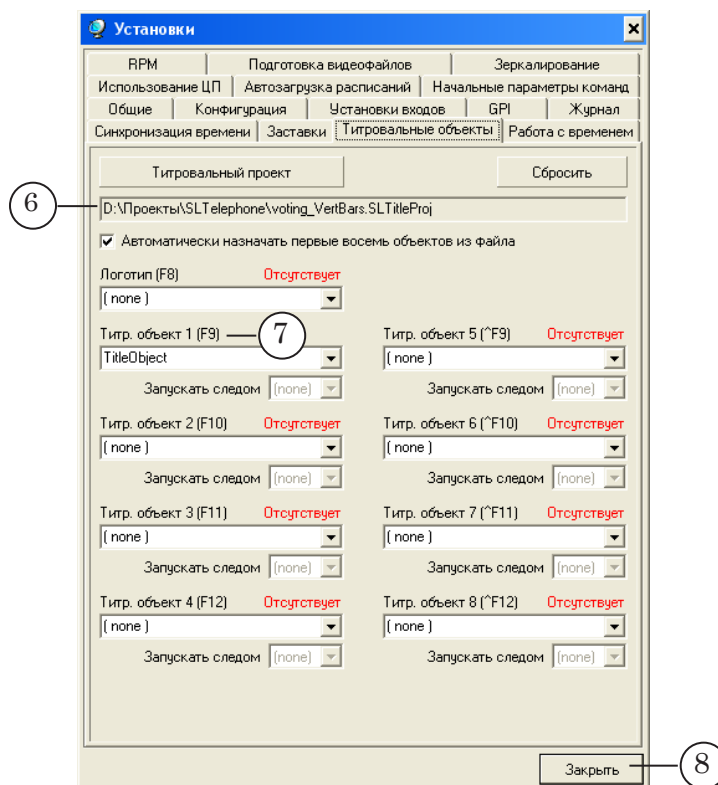 Установки
RPM Подготовка видеофайлов Зеркалирование
Использование ЦП Автозагрузка расписаний Начальные параметры команд
Общие Конфигурация Установки входов GPI Журнал
Синхронизация времени Заставки Титровальные объекты Работа с временем
Титровальный проект Сбросить
6 D:\Проекты\SLTelephone\voting_VertBars.SLTitleProj
Автоматически назначать первые восемь объектов из файла
Логотип (F8) Отсутствует
( none )
Титр. объект 1 (F9) 7 Титр. объект 5 (^F9) Отсутствует
TitleObject ( none )
Запускать следом (none) Запускать следом (none)
Титр. объект 2 (F10) Отсутствует Титр. объект 6 (^F10) Отсутствует
( none ) ( none )
Запускать следом (none) Запускать следом (none)
Титр. объект 3 (F11) Отсутствует Титр. объект 7 (^F11) Отсутствует
( none ) ( none )
Запускать следом (none) Запускать следом (none)
Титр. объект 4 (F12) Отсутствует Титр. объект 8 (^F12) Отсутствует
( none ) ( none )
Запускать следом (none) Запускать следом (none)
Закрыть 8